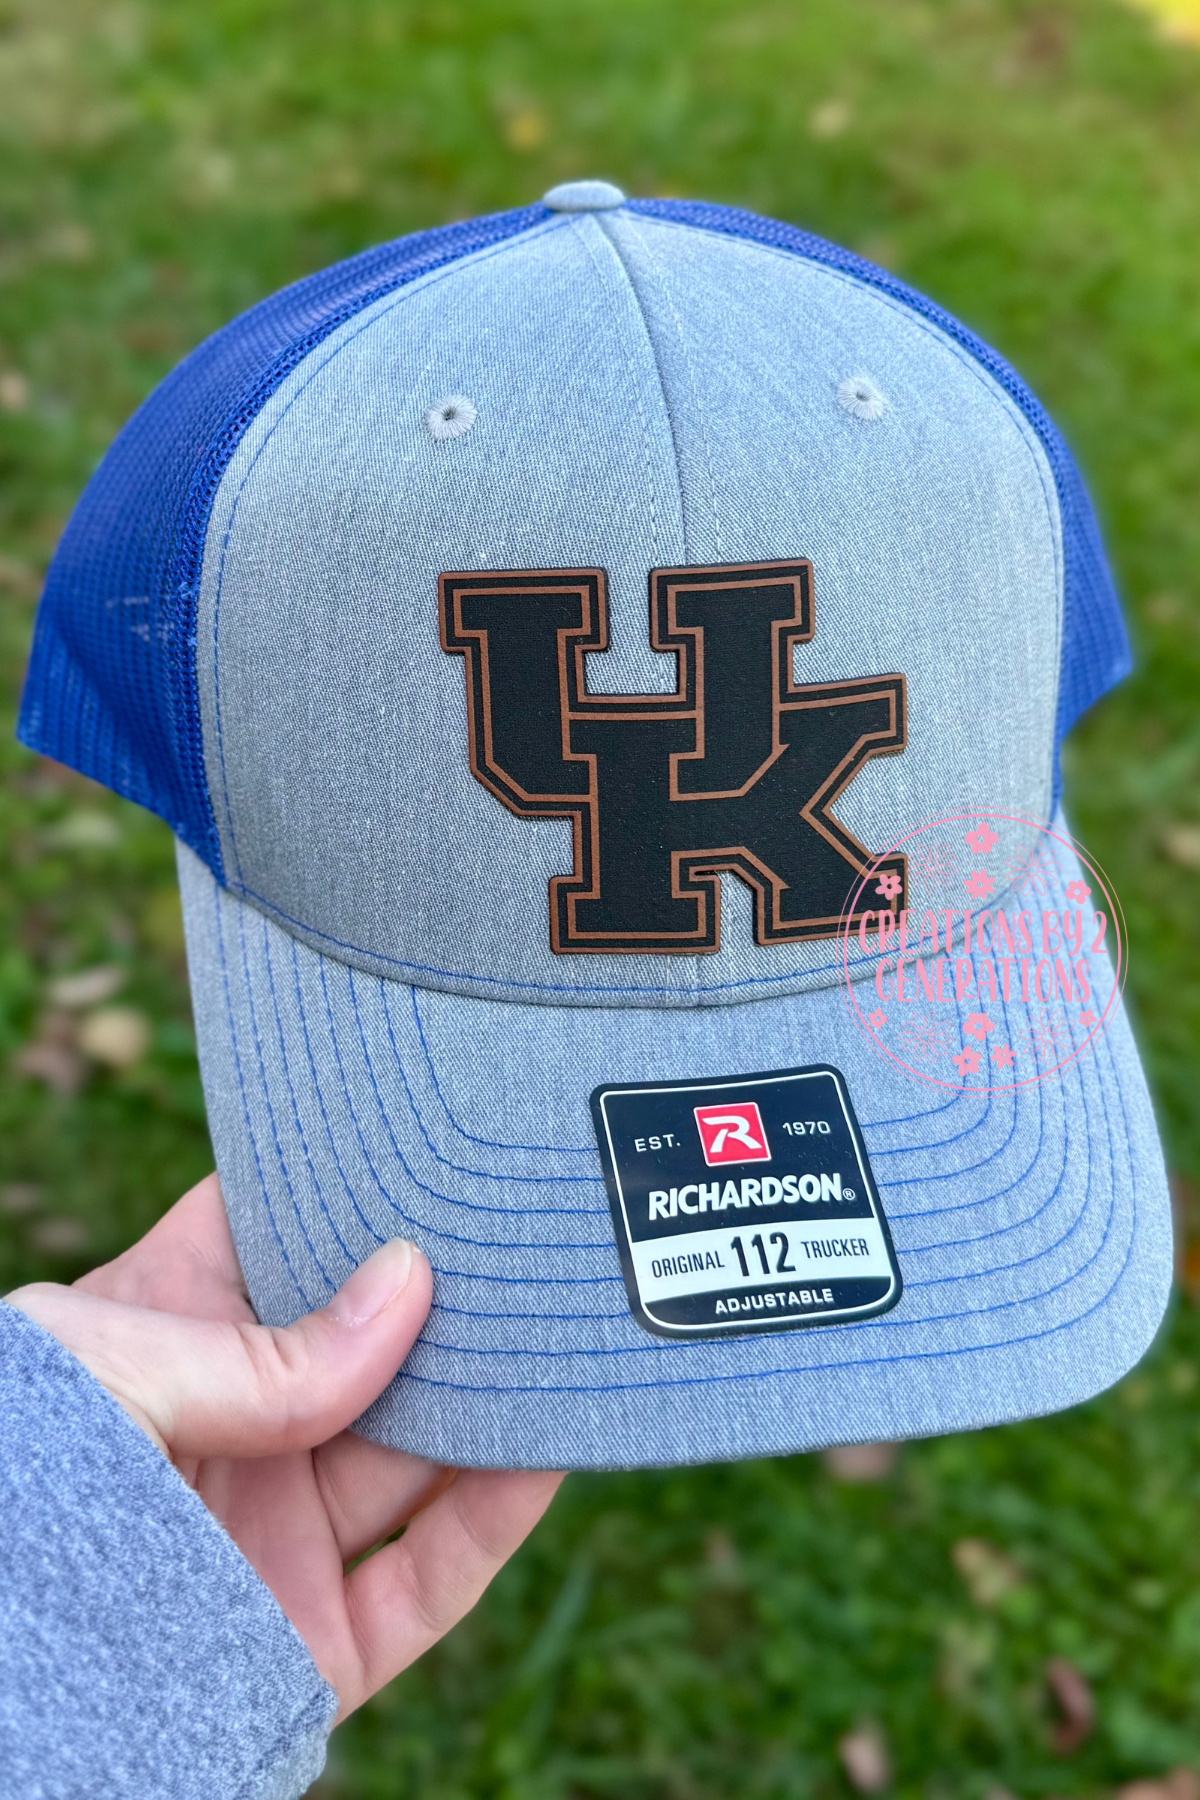 UK
CREATIONS BY 2
GENERATIONS
EST. R 1970
RICHARDSON®
ORIGINAL 112 TRUCKER
ADJUSTABLE